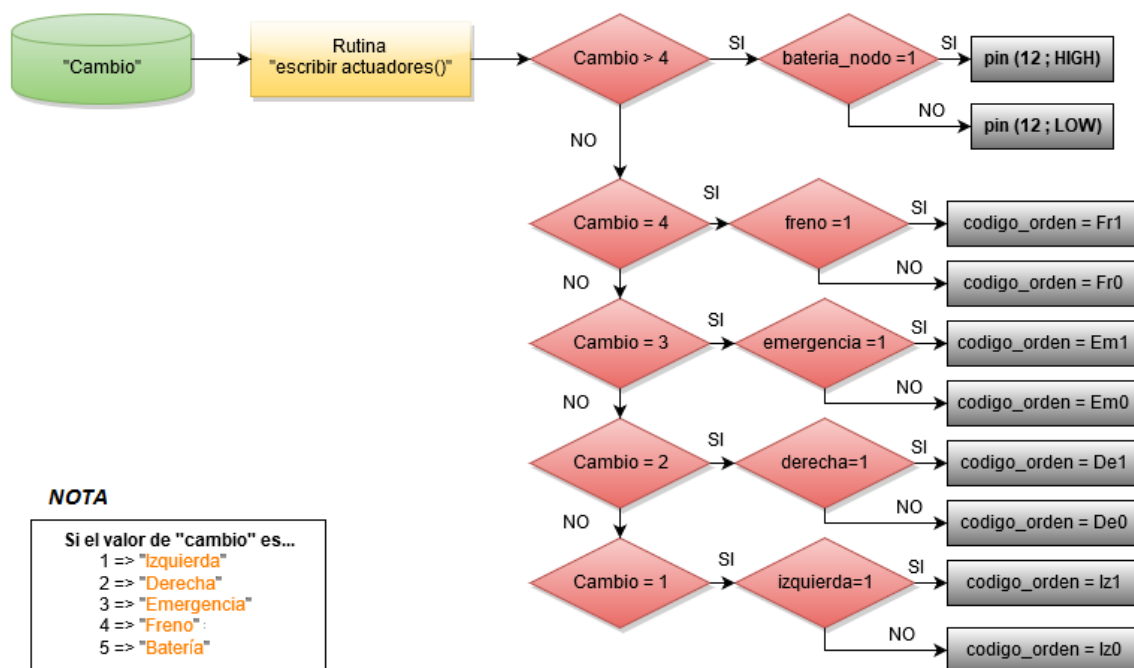 "Cambio"
Rutina
"escribir actuadores()"
Cambio > 4
SI
bateria_nodo =1
SI
pin (12 ; HIGH)
NO
pin (12 ; LOW)
NO
Cambio = 4
SI
freno =1
SI
codigo_orden = Fr1
NO
codigo_orden = Fr0
NO
Cambio = 3
SI
emergencia =1
SI
codigo_orden = Em1
NO
codigo_orden = Em0
NO
Cambio = 2
SI
derecha=1
SI
codigo_orden = De1
NO
codigo_orden = De0
NO
Cambio = 1
SI
izquierda=1
SI
codigo_orden = Iz1
NO
codigo_orden = Iz0
NOTA
Si el valor de "cambio" es...
1 => "Izquierda"
2 => "Derecha"
3 => "Emergencia"
4 => "Freno" :
5 => "Batería"